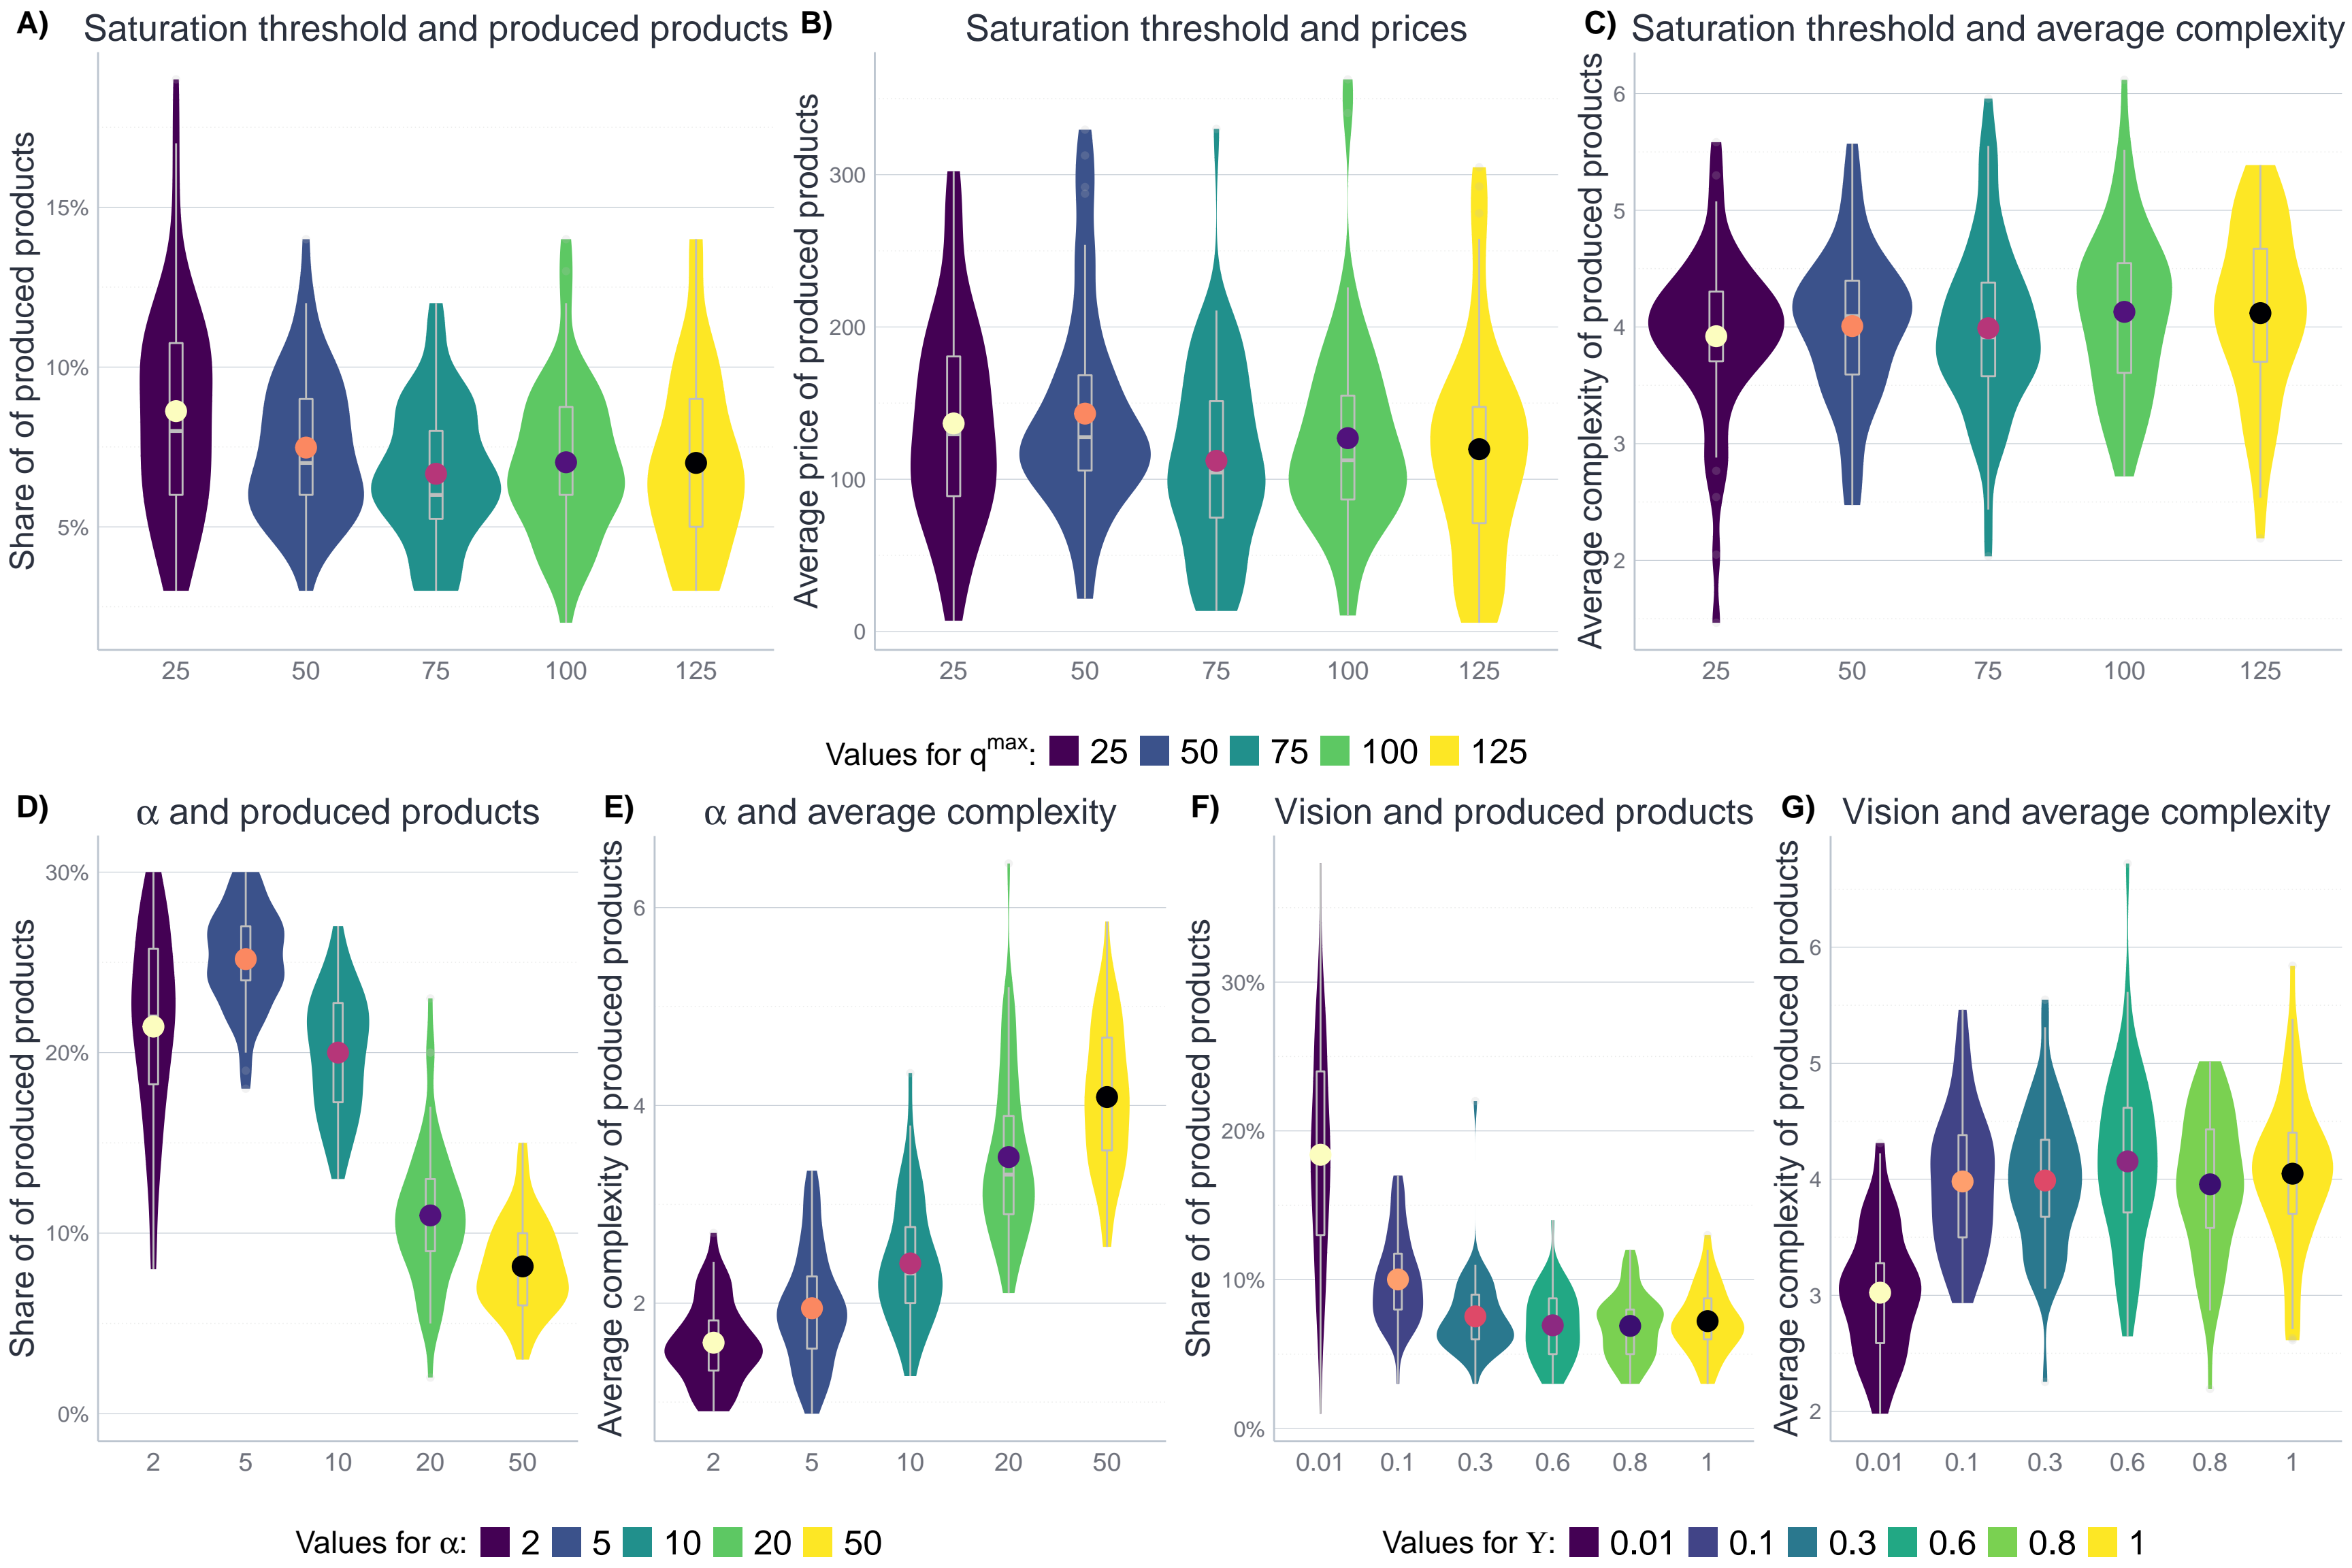 A) Saturation threshold and produced products
B) Saturation threshold and prices
C) Saturation threshold and average complexity
Share of of produced products
15%
10%
5%
25 50 75 100 125
Average price of produced products
300
200
100
0
25 50 75 100 125
Average complexity of produced products
6
5
4
3
2
25 50 75 100 125
Values for q^max: 25 50 75 100 125
D) α and produced products
E) α and average complexity
F) Vision and produced products
G) Vision and average complexity
Share of of produced products
30%
20%
10%
0%
2 5 10 20 50
Average complexity of produced products
6
4
2
2 5 10 20 50
Share of of produced products
30%
20%
10%
0%
0.01 0.1 0.3 0.6 0.8 1
Average complexity of produced products
6
5
4
3
2
0.01 0.1 0.3 0.6 0.8 1
Values for α: 2 5 10 20 50
Values for ϒ: 0.01 0.1 0.3 0.6 0.8 1